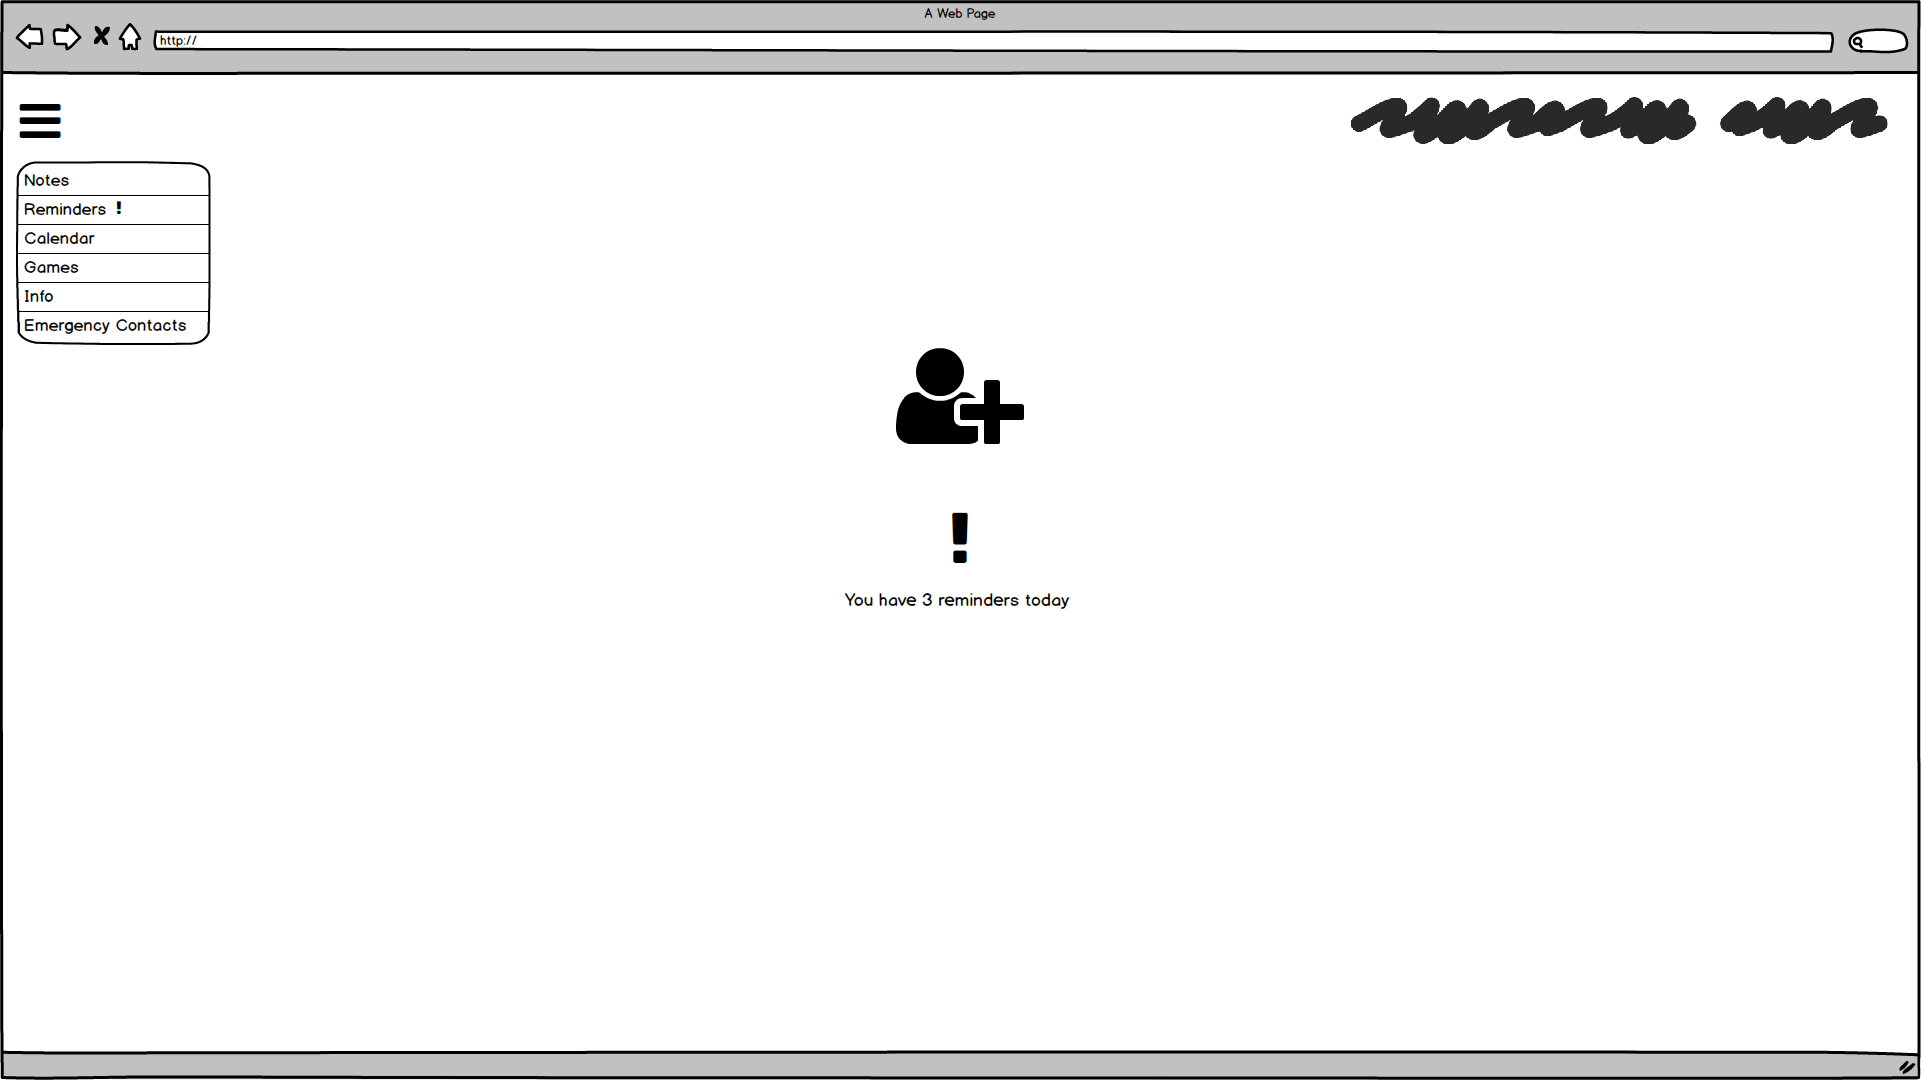 A Web Page
http://
Notes
Reminders !
Calendar
Games
Info
Emergency Contacts
!
You have 3 reminders today